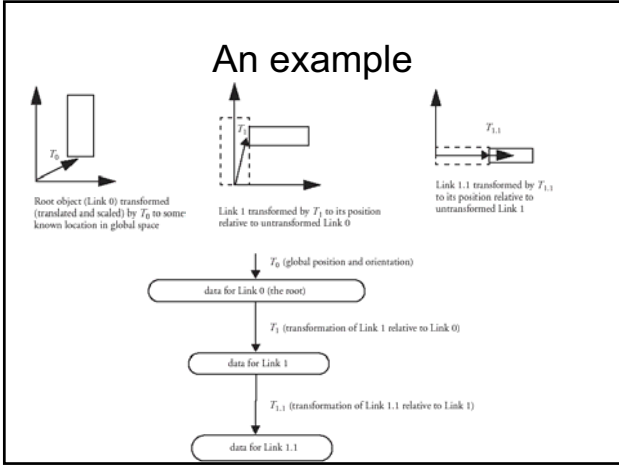 An example
T0
Root object (Link 0) transformed
(translated and scaled) by T0 to some
known location in global space
T1
Link 1 transformed by T1 to its position
relative to untransformed Link 0
T1.1
Link 1.1 transformed by T1.1
to its position relative to
untransformed Link 1
T0 (global position and orientation)
data for Link 0 (the root)
T1 (transformation of Link 1 relative to Link 0)
data for Link 1
T1.1 (transformation of Link 1.1 relative to Link 1)
data for Link 1.1